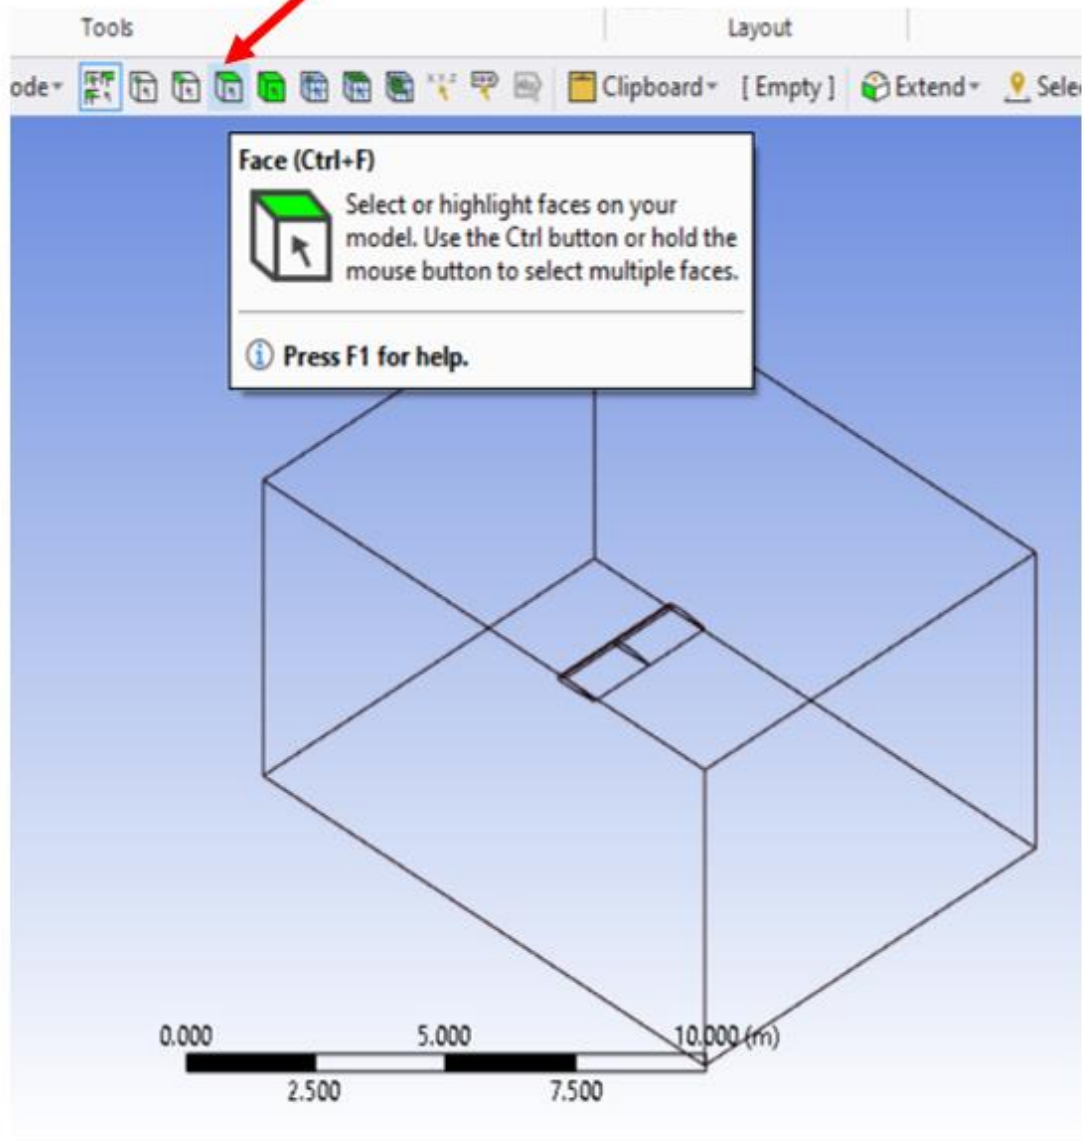 Tools
Layout
ode
Clipboard
[ Empty ]
Extend
Sele
Face (Ctrl+F)
Select or highlight faces on your
model. Use the Ctrl button or hold the
mouse button to select multiple faces.
Press F1 for help.
0.000
5.000
10.000 (m)
2.500
7.500